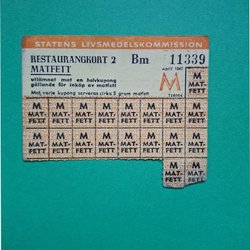 STATENS LIVSMEDELSKOMMISSION
RESTAURANGKORT 2 Bm 11339
MATFETT
utlämnat mot en halvkupong
gällande för inköp av matfett
M
Mot varje kupong serveras cirka 5 gram matfett
MAT-
FETT
M M M M M M M M
MAT- MAT- MAT- MAT- MAT- MAT- MAT- MAT-
FETT FETT FETT FETT FETT FETT FETT FETT
M M M M M M M M
MAT- MAT- MAT- MAT- MAT- MAT- MAT- MAT-
FETT FETT FETT FETT FETT FETT FETT FETT
M M
MAT- MAT-
FETT FETT